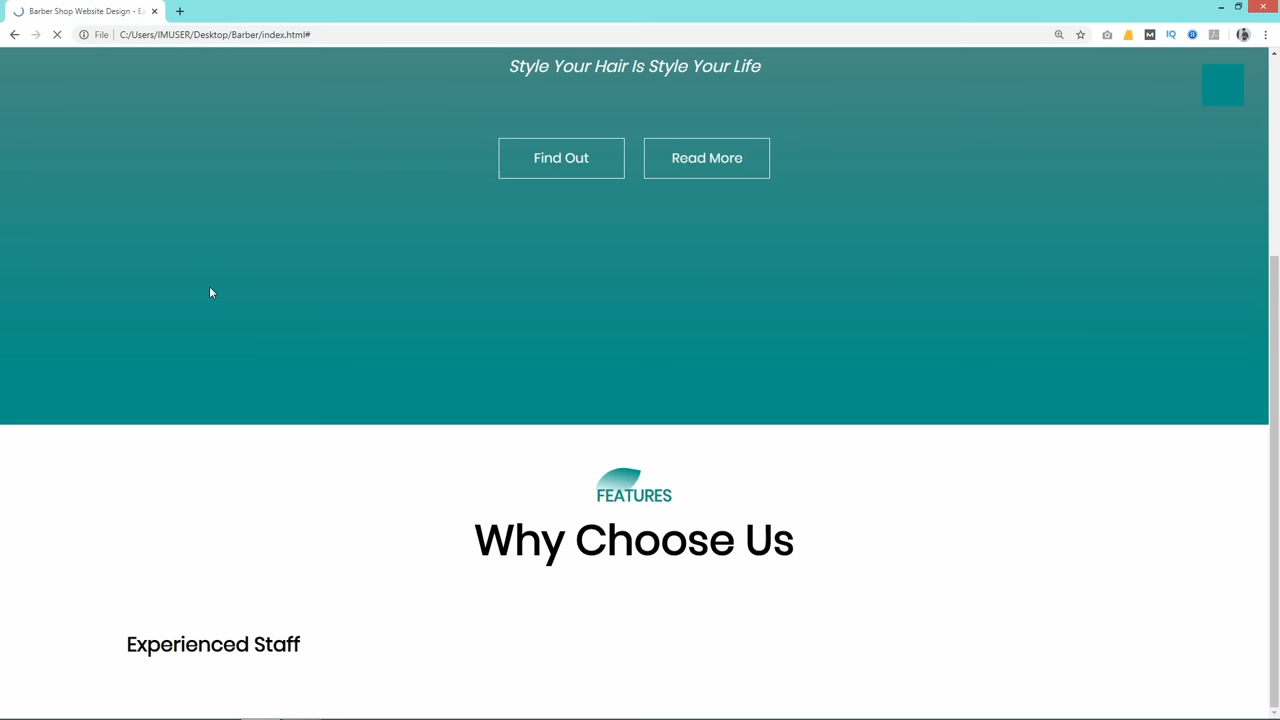 Barber Shop Website Design - Ea
File
C:/Users/IMUSER/Desktop/Barber/index.html#
Style Your Hair Is Style Your Life
Find Out
Read More
FEATURES
Why Choose Us
Experienced Staff